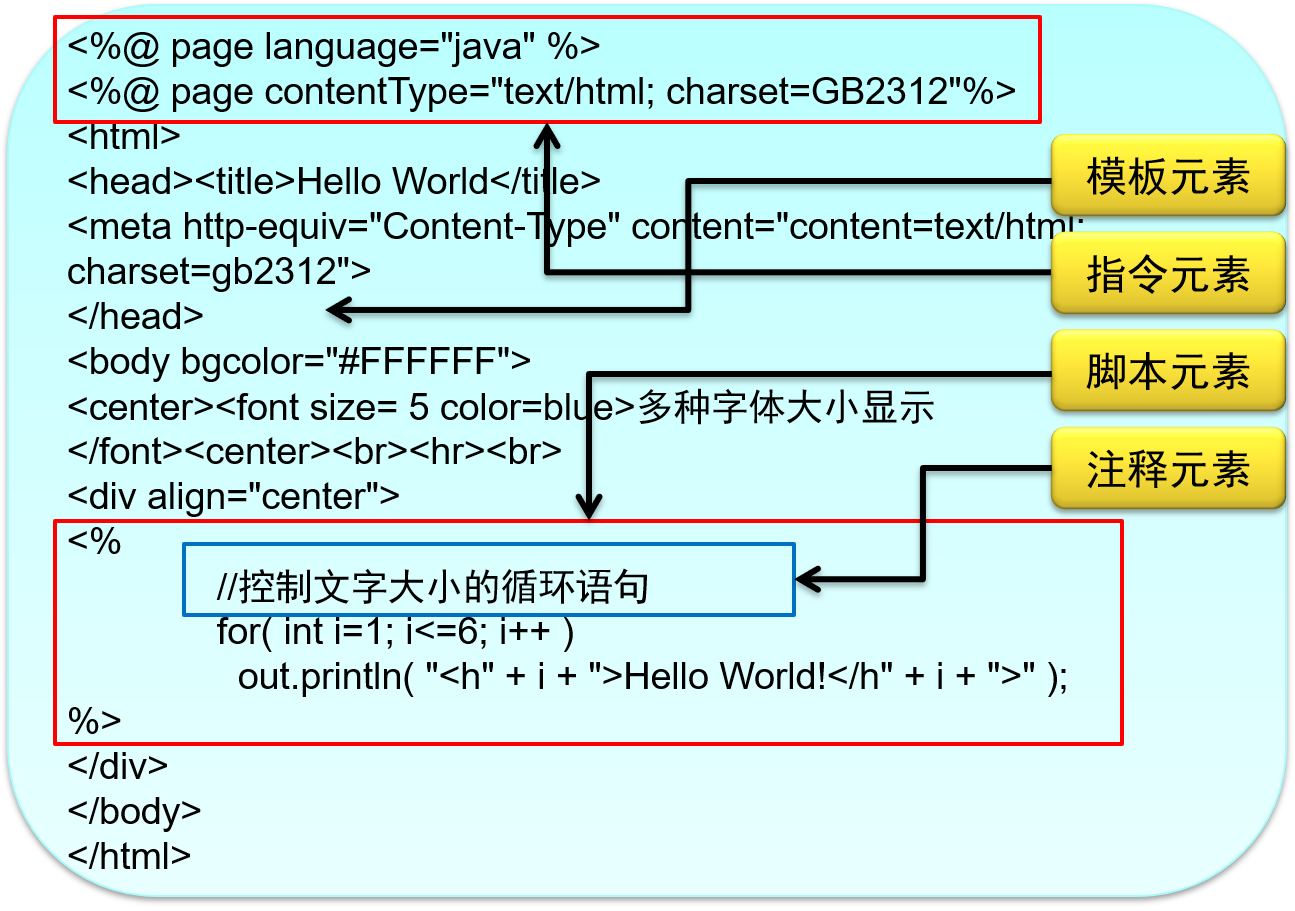 <%@ page language="java" %>
<%@ page contentType="text/html; charset=GB2312"%>
<html>
<head><title>Hello World</title>
<meta http-equiv="Content-Type" content="content=text/html;
charset=gb2312">
</head>
<body bgcolor="#FFFFFF">
<center><font size= 5 color=blue>多种字体大小显示
</font><center><br><hr><br>
<div align="center">
<%
//控制文字大小的循环语句
for( int i=1; i<=6; i++ )
out.println( "<h" + i + ">Hello World!</h" + i + ">" );
%>
</div>
</body>
</html>
模板元素
指令元素
脚本元素
注释元素